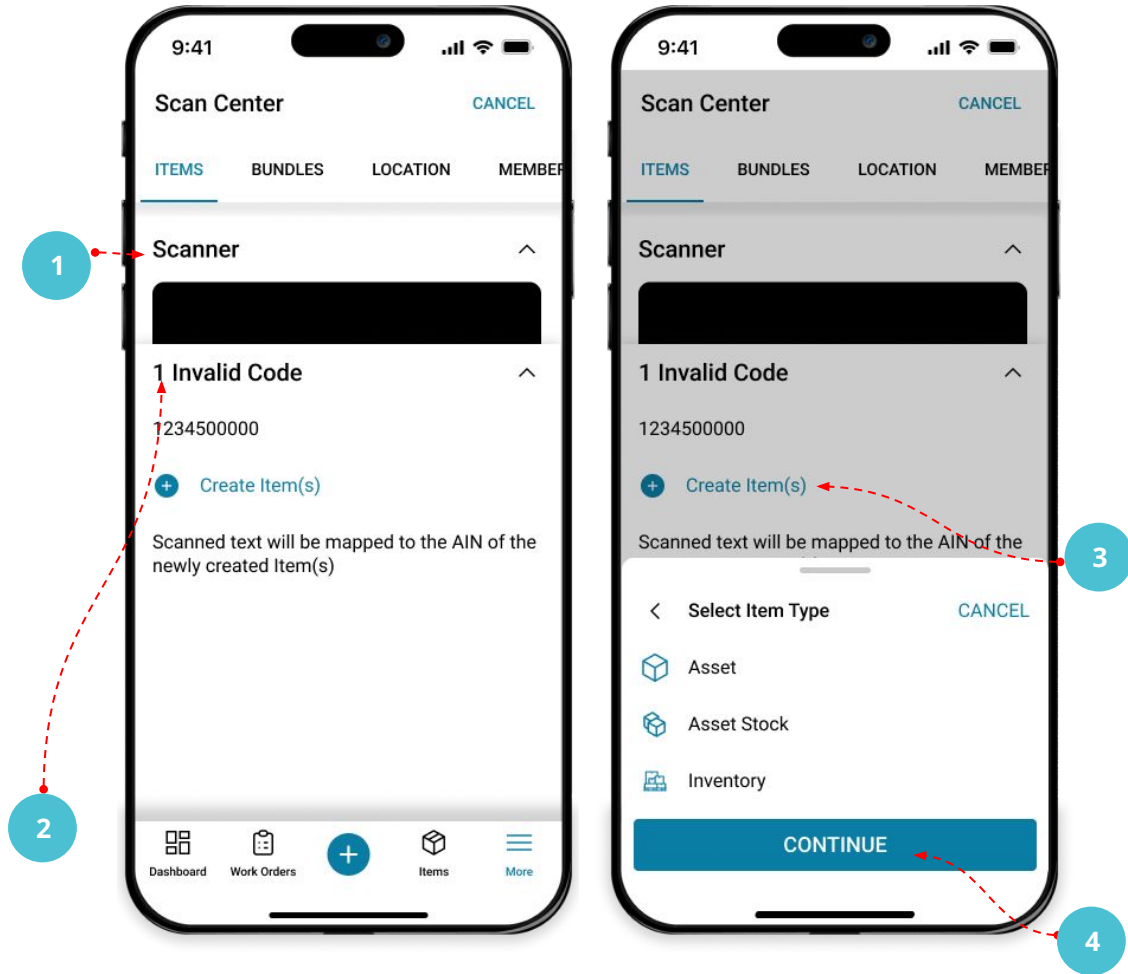 9:41
Scan Center
CANCEL
ITEMS BUNDLES LOCATION MEMBER
1
Scanner
1 Invalid Code
1234500000
Create Item(s)
Scanned text will be mapped to the AIN of the
newly created Item(s)
2
Dashboard Work Orders Items More
9:41
Scan Center
CANCEL
ITEMS BUNDLES LOCATION MEMBER
Scanner
1 Invalid Code
1234500000
Create Item(s)
3
Scanned text will be mapped to the AIN of the
Select Item Type
CANCEL
Asset
Asset Stock
Inventory
CONTINUE
4